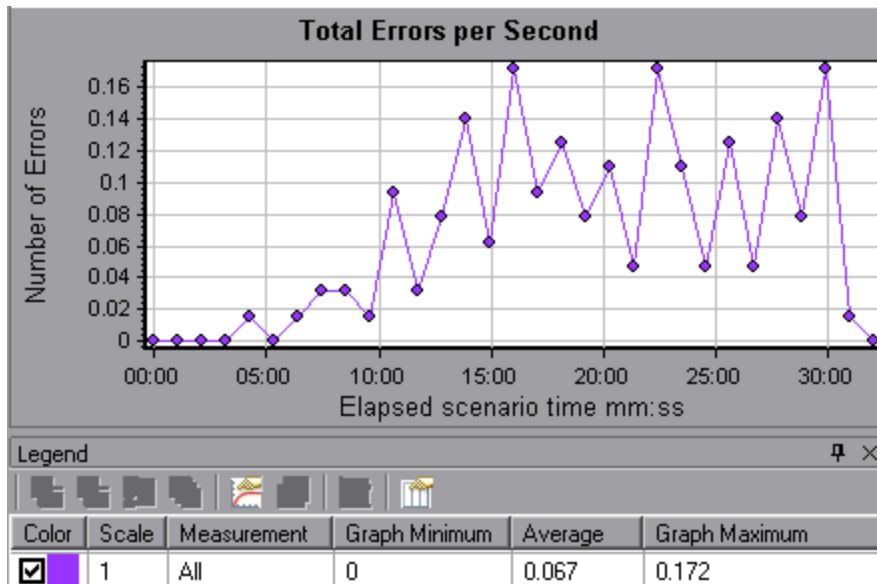 Total Errors per Second
Number of Errors
0.16
0.14
0.12
0.1
0.08
0.06
0.04
0.02
0
00:00 05:00 10:00 15:00 20:00 25:00 30:00
Elapsed scenario time mm:ss
Legend
Color Scale Measurement Graph Minimum Average Graph Maximum
1 All 0 0.067 0.172